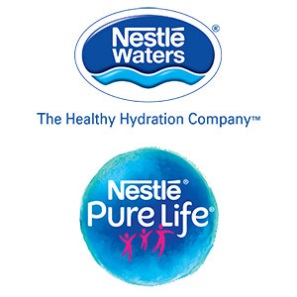 Nestlé®
Waters
The Healthy Hydration Company™
Nestlé®
Pure Life®